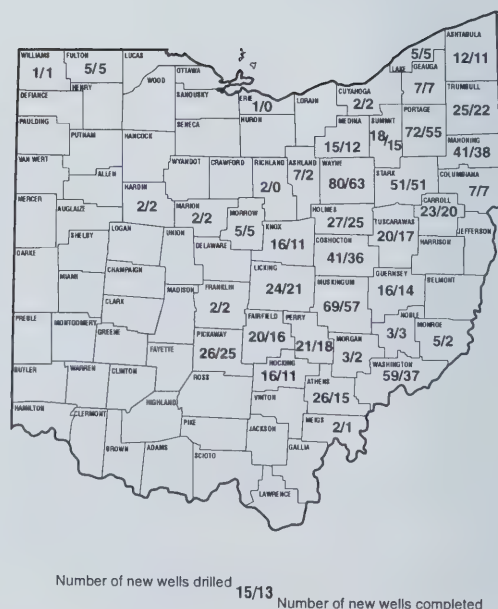 ASHTABULA
12/11
WILLIAMS
1/1
FULTON
5/5
LUCAS
5/5
LAKE
GEAUGA
7/7
OTTAWA
WOOD
HENRY
DEFIANCE
SANDUSKY
ERIE
1/0
LORAIN
CUYAHOGA
2/2
TRUMBULL
25/22
PAULDING
SENECA
HURON
MEDINA
15/12
SUMMIT
18/15
PORTAGE
72/55
MAHONING
41/38
PUTNAM
HANCOCK
VAN WERT
ALLEN
WYANDOT
CRAWFORD
RICHLAND
2/0
ASHLAND
7/2
WAYNE
80/63
STARK
51/51
COLUMBIANA
7/7
HARDIN
2/2
MERCER
AUGLAIZE
MARION
2/2
MORROW
5/5
HOLMES
27/25
CARROLL
23/20
TUSCARAWAS
20/17
JEFFERSON
HARRISON
KNOX
16/11
LOGAN
UNION
DELAWARE
SHELBY
DARKE
COSHOCTON
41/36
LICKING
24/21
CHAMPAIGN
MIAMI
GUERNSEY
16/14
BELMONT
MUSKINGUM
69/57
FRANKLIN
2/2
MADISON
CLARK
NOBLE
3/3
MONROE
5/2
PREBLE
MONTGOMERY
GREENE
FAIRFIELD
20/16
PERRY
21/18
PICKAWAY
26/25
MORGAN
3/2
FAYETTE
WASHINGTON
59/37
HOCKING
16/11
BUTLER
WARREN
CLINTON
ROSS
ATHENS
26/15
VINTON
HAMILTON
CLERMONT
HIGHLAND
MEIGS
2/1
PIKE
JACKSON
GALLIA
BROWN
ADAMS
SCIOTO
LAWRENCE
Number of new wells drilled
15/13
Number of new wells completed